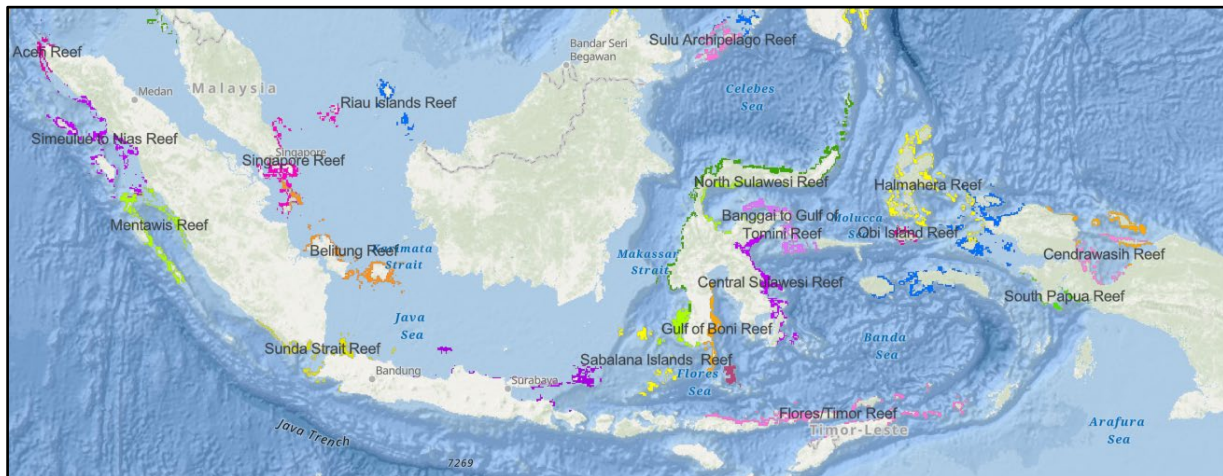 Aceh Reef
Medan
Malaysia
Bandar Seri
Begawan
Sulu Archipelago Reef
Celebes
Sea
Riau Islands Reef
Simeulue to Nias Reef
Singapore
Singapore Reef
North Sulawesi Reef
Halmahera Reef
Mentawis Reef
Banggai to Gulf of
Tomini Reef
Molucca
Sea
Obi Island Reef
Belitung Reef
Karimata
Strait
Makassar
Strait
Cendrawasih Reef
Central Sulawesi Reef
South Papua Reef
Java
Sea
Gulf of Boni Reef
Banda
Sea
Sunda Strait Reef
Sabalana Islands Reef
Flores
Sea
Bandung
Surabaya
Flores/Timor Reef
Timor-Leste
Arafura
Sea
Java Trench
7269